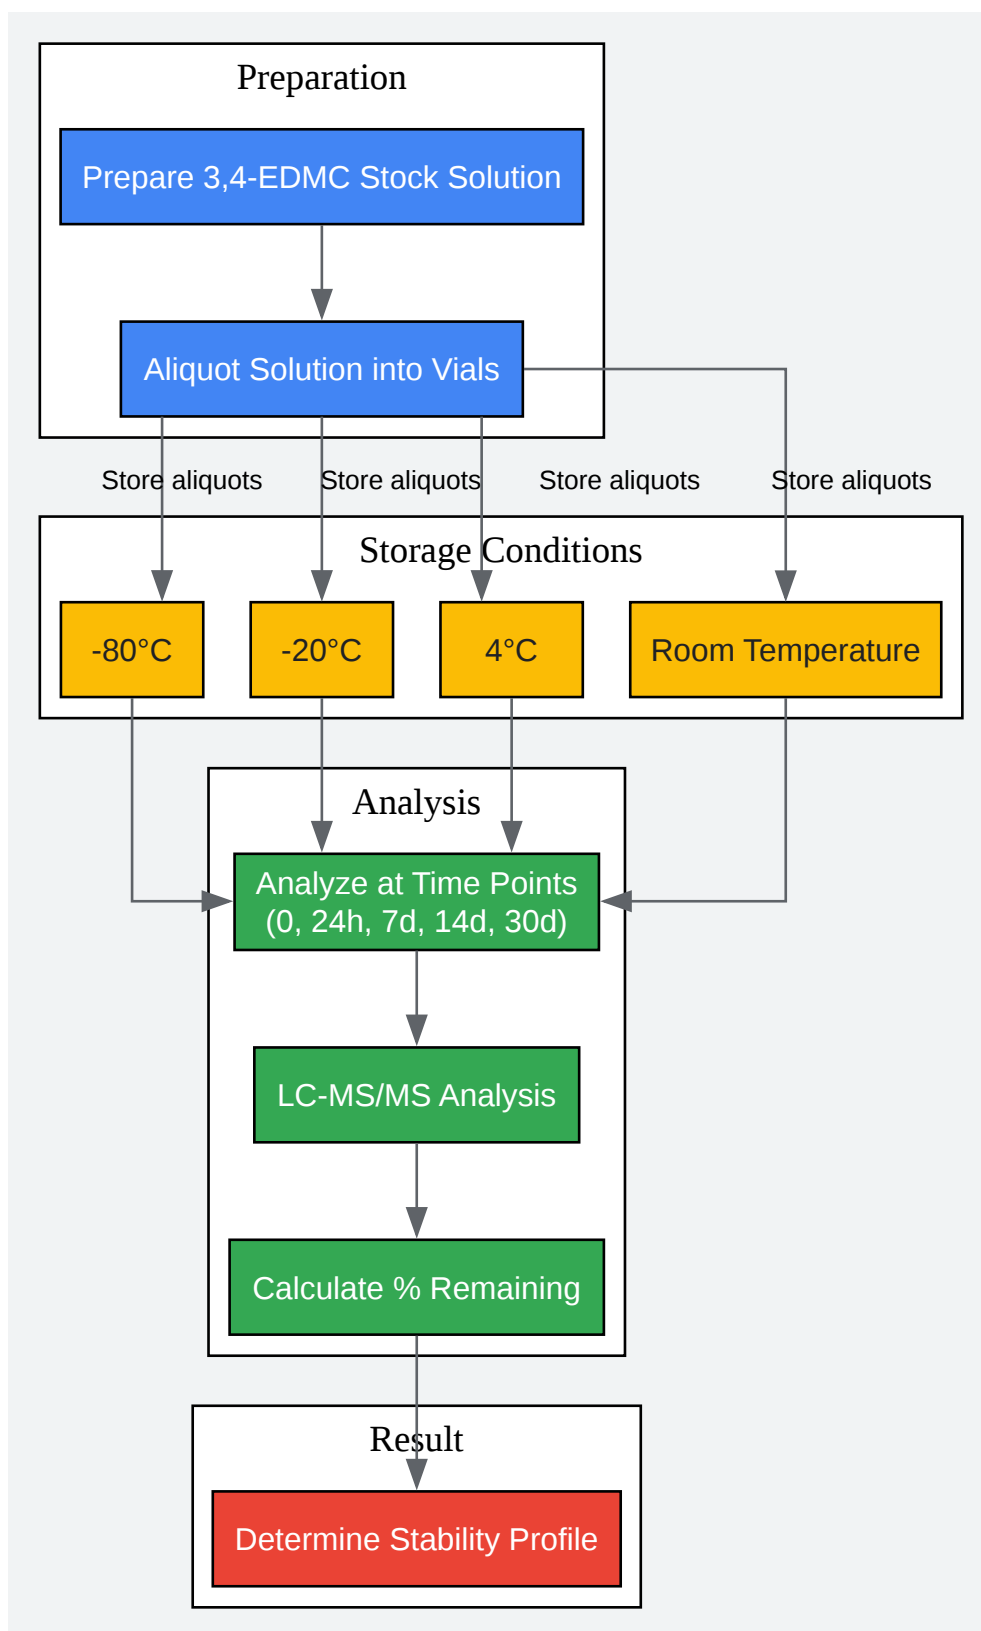 Preparation
Prepare 3,4-EDMC Stock Solution
Aliquot Solution into Vials
Store aliquots
Store aliquots
Store aliquots
Store aliquots
Storage Conditions
-80°C
-20°C
4°C
Room Temperature
Analysis
Analyze at Time Points
(0, 24h, 7d, 14d, 30d)
LC-MS/MS Analysis
Calculate % Remaining
Result
Determine Stability Profile